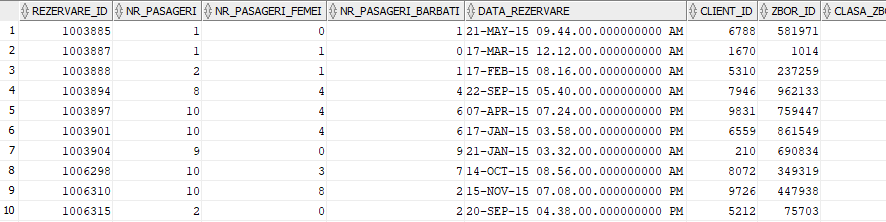 REZERVARE_ID NR_PASAGERI NR_PASAGERI_FEMEI NR_PASAGERI_BARBATI DATA_REZERVARE CLIENT_ID ZBOR_ID CLASA_ZBO
1 1003885 1 0 1 21-MAY-15 09.44.00.000000000 AM 6788 581971
2 1003887 1 1 0 17-MAR-15 12.12.00.000000000 AM 1670 1014
3 1003888 2 1 1 17-FEB-15 08.16.00.000000000 AM 5310 237259
4 1003894 8 4 4 22-SEP-15 05.40.00.000000000 AM 7946 962133
5 1003897 10 4 6 07-APR-15 07.24.00.000000000 PM 9831 759447
6 1003901 10 4 6 17-JAN-15 03.58.00.000000000 PM 6559 861549
7 1003904 9 0 9 21-JAN-15 03.32.00.000000000 AM 210 690834
8 1006298 10 3 7 14-OCT-15 08.56.00.000000000 AM 8072 349319
9 1006310 10 8 2 15-NOV-15 07.08.00.000000000 PM 9726 447938
10 1006315 2 0 2 20-SEP-15 04.38.00.000000000 AM 5212 75703